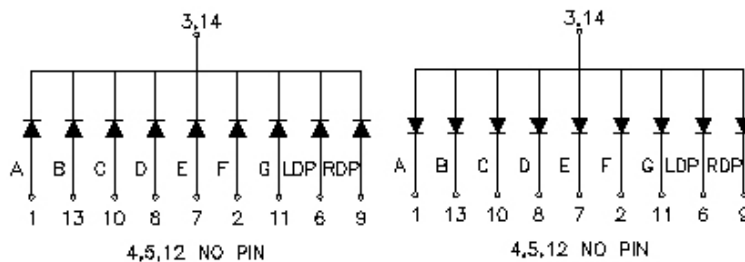 3,14
A B C D E F G LDP RDP
1 13 10 8 7 2 11 6 9
4,5,12 NO PIN
3,14
A B C D E F G LDP RDP
1 13 10 8 7 2 11 6 9
4,5,12 NO PIN